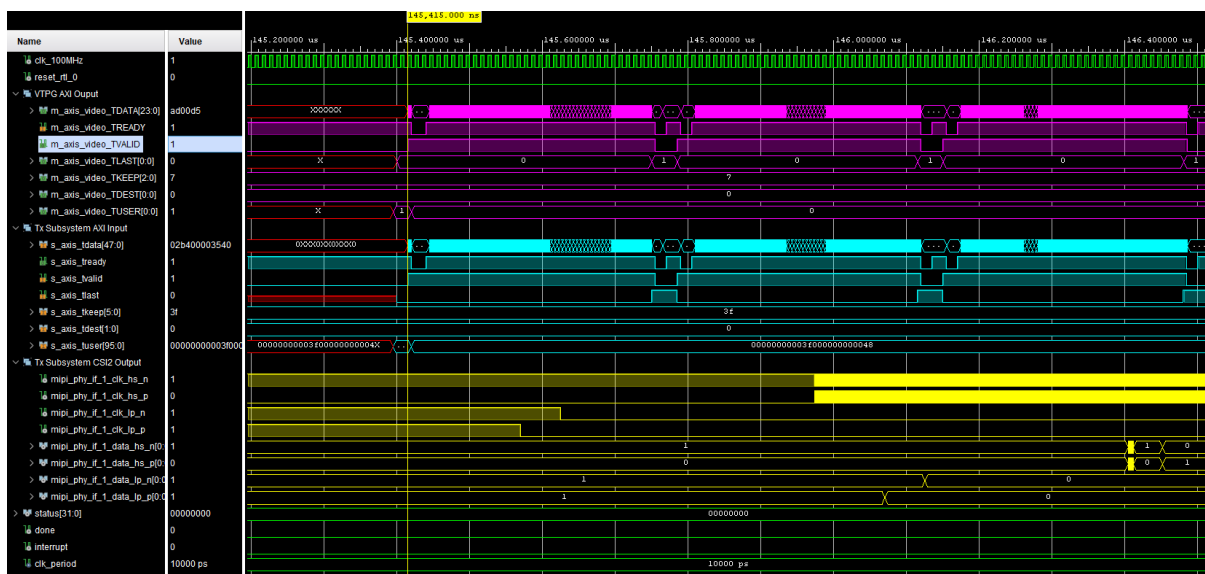 145,415.000 ns
Name Value
145.200000 us 145.400000 us 145.600000 us 145.800000 us 146.000000 us 146.200000 us 146.400000 us
clk_100MHz 1
reset_rtl_0 0
VTPG AXI Ouput
m_axis_video_TDATA[23:0] ad00d5 XXXXXX
m_axis_video_TREADY 1
m_axis_video_TVALID 1
m_axis_video_TLAST[0:0] 0 X 0 1 0 1 0 1
m_axis_video_TKEEP[2:0] 7 7
m_axis_video_TDEST[0:0] 0 0
m_axis_video_TUSER[0:0] 1 X 1 0
Tx Subsystem AXI Input
s_axis_tdata[47:0] 02b400003540 0XXX0XX0XXX0
s_axis_tready 1
s_axis_tvalid 1
s_axis_tlast 0
s_axis_tkeep[5:0] 3f 3f
s_axis_tdest[1:0] 0 0
s_axis_tuser[95:0] 00000000003f000 00000000003f00000000004X 00000000003f000000000048
Tx Subsystem CSI2 Output
mipi_phy_if_1_clk_hs_n 1
mipi_phy_if_1_clk_hs_p 0
mipi_phy_if_1_clk_lp_n 1
mipi_phy_if_1_clk_lp_p 1
mipi_phy_if_1_data_hs_n[0: 1 1 1 0
mipi_phy_if_1_data_hs_p[0: 0 0 0 1
mipi_phy_if_1_data_lp_n[0:0 1 1 0
mipi_phy_if_1_data_lp_p[0:0 1 1 0
status[31:0] 00000000 00000000
done 0
interrupt 0
clk_period 10000 ps 10000 ps